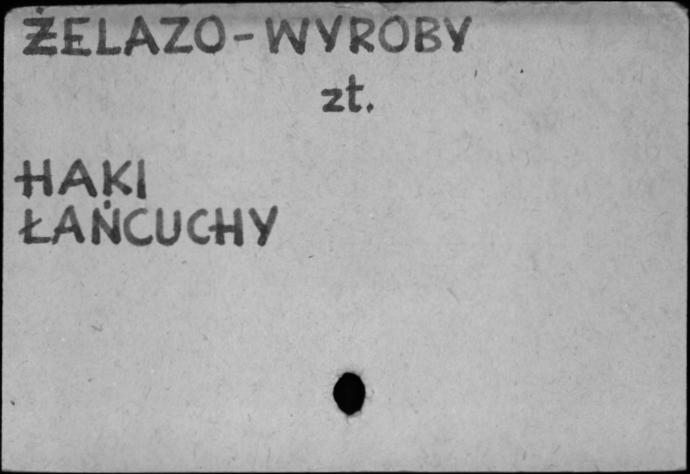 ŻELAZO-WYROBY
zt.
HAKI
ŁAŃCUCHY